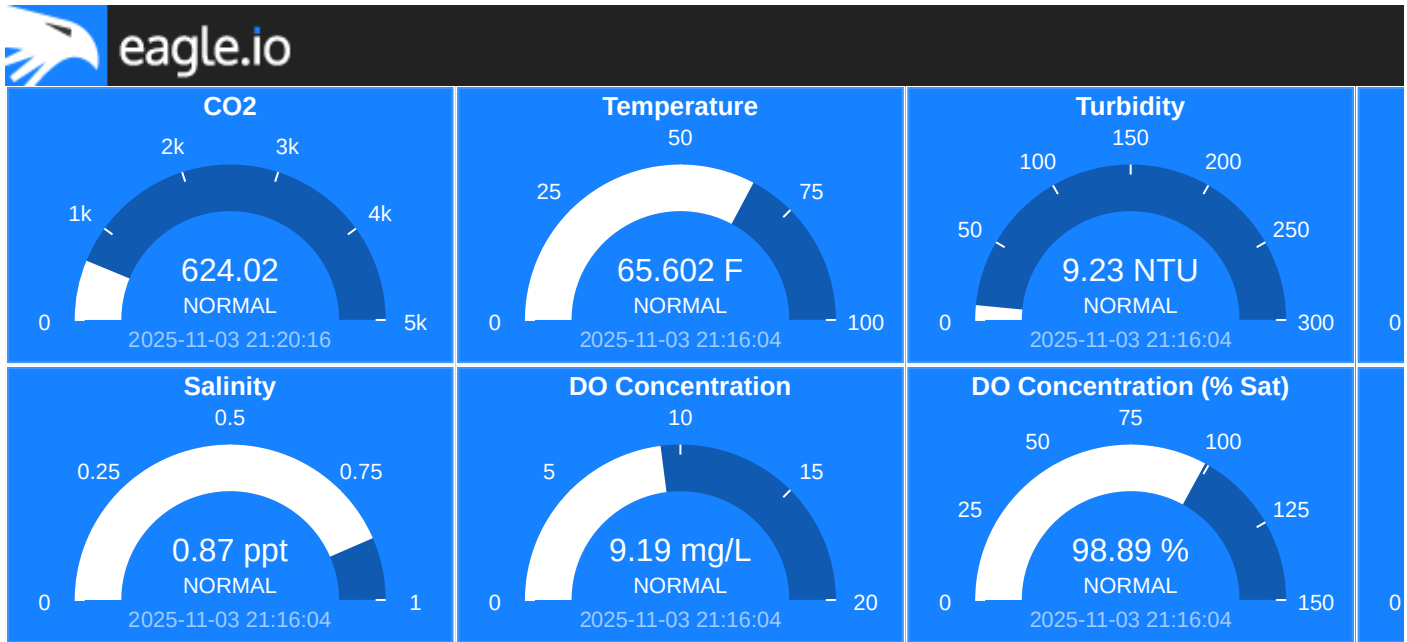 eagle.io
CO2
0
1k
2k
3k
4k
5k
624.02
NORMAL
2025-11-03 21:20:16
Temperature
0
25
50
75
100
65.602 F
NORMAL
2025-11-03 21:16:04
Turbidity
0
50
100
150
200
250
300
9.23 NTU
NORMAL
2025-11-03 21:16:04
0
Salinity
0
0.25
0.5
0.75
1
0.87 ppt
NORMAL
2025-11-03 21:16:04
DO Concentration
0
5
10
15
20
9.19 mg/L
NORMAL
2025-11-03 21:16:04
DO Concentration (% Sat)
0
25
50
75
100
125
150
98.89 %
NORMAL
2025-11-03 21:16:04
0